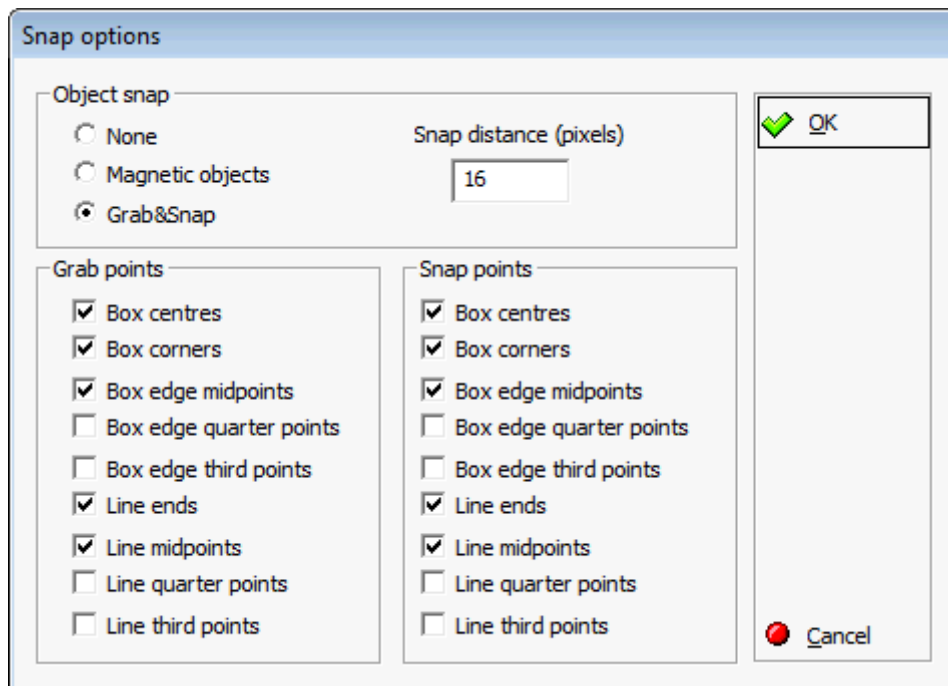 Snap options
Object snap
None
Magnetic objects
Grab&Snap
Snap distance (pixels)
16
OK
Grab points
Box centres
Box corners
Box edge midpoints
Box edge quarter points
Box edge third points
Line ends
Line midpoints
Line quarter points
Line third points
Snap points
Box centres
Box corners
Box edge midpoints
Box edge quarter points
Box edge third points
Line ends
Line midpoints
Line quarter points
Line third points
Cancel